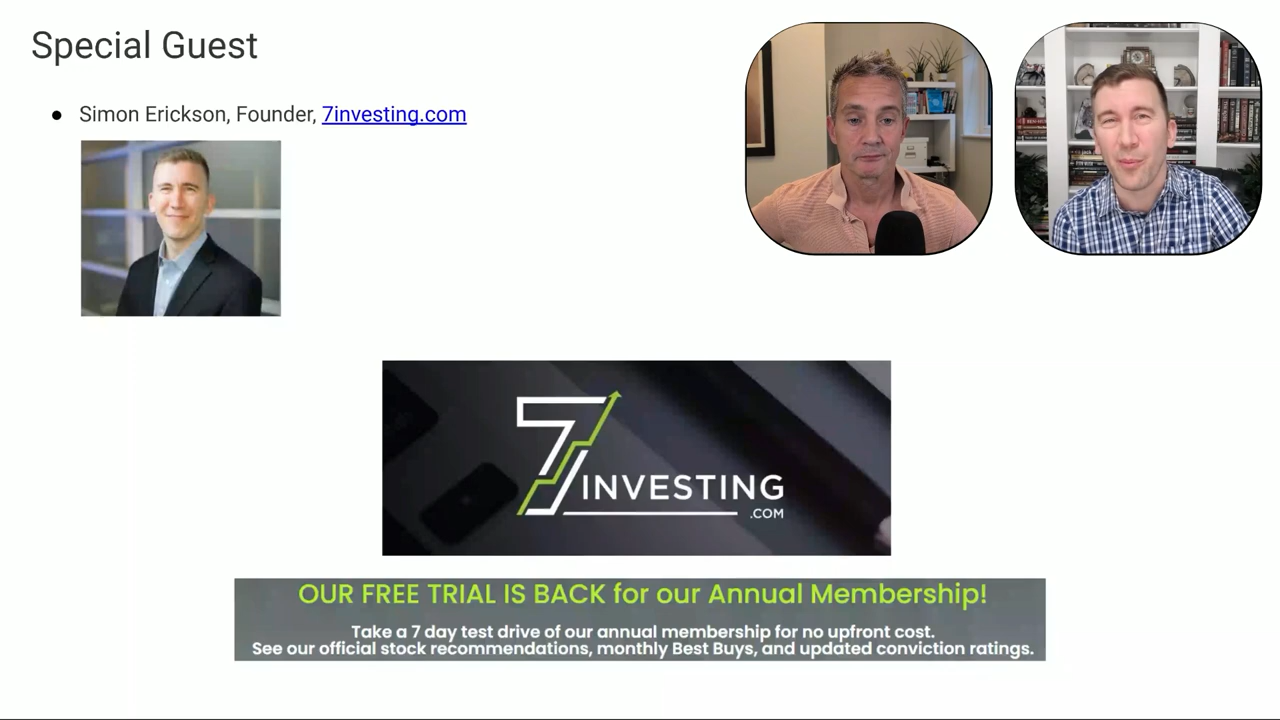 Special Guest
● Simon Erickson, Founder, 7investing.com
7INVESTING
.COM
OUR FREE TRIAL IS BACK for our Annual Membership!
Take a 7 day test drive of our annual membership for no upfront cost.
See our official stock recommendations, monthly Best Buys, and updated conviction ratings.